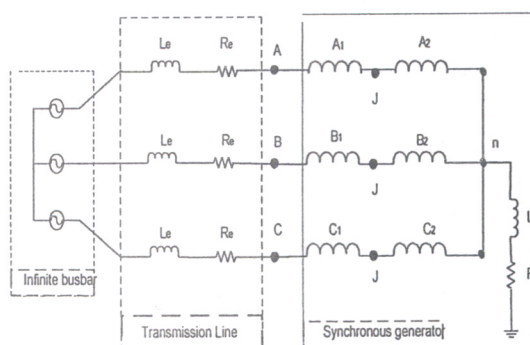 Le Re A A1 A2
J
Le Re B B1 B2 n
J
L
Le Re C C1 C2
R
J
Infinite busbar
Transmission Line
Synchronous generator